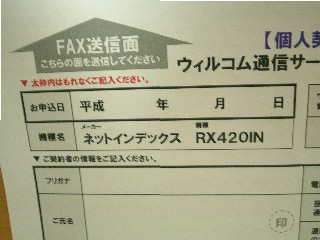 FAX送信面
こちらの面を送信してください
【個人契
ウィルコム通信サー
▼太枠内はもれなくご記入ください。
お申込日 平成 年 月 日
メーカー 機種
機種名 ネットインデックス RX420IN
▼ご契約者の情報をご記入ください。
フリガナ
電
ご氏名 印